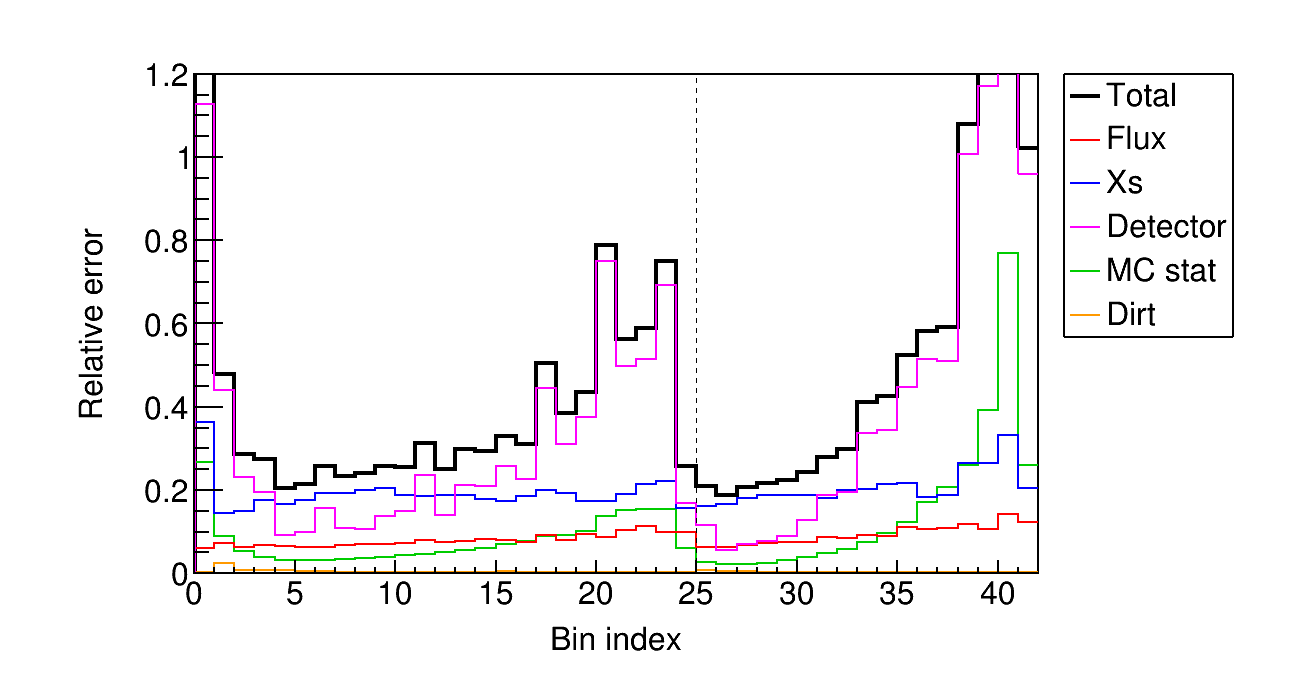 1.2
1
0.8
0.6
0.4
0.2
0
Relative error
0 5 10 15 20 25 30 35 40
Bin index
Total
Flux
Xs
Detector
MC stat
Dirt